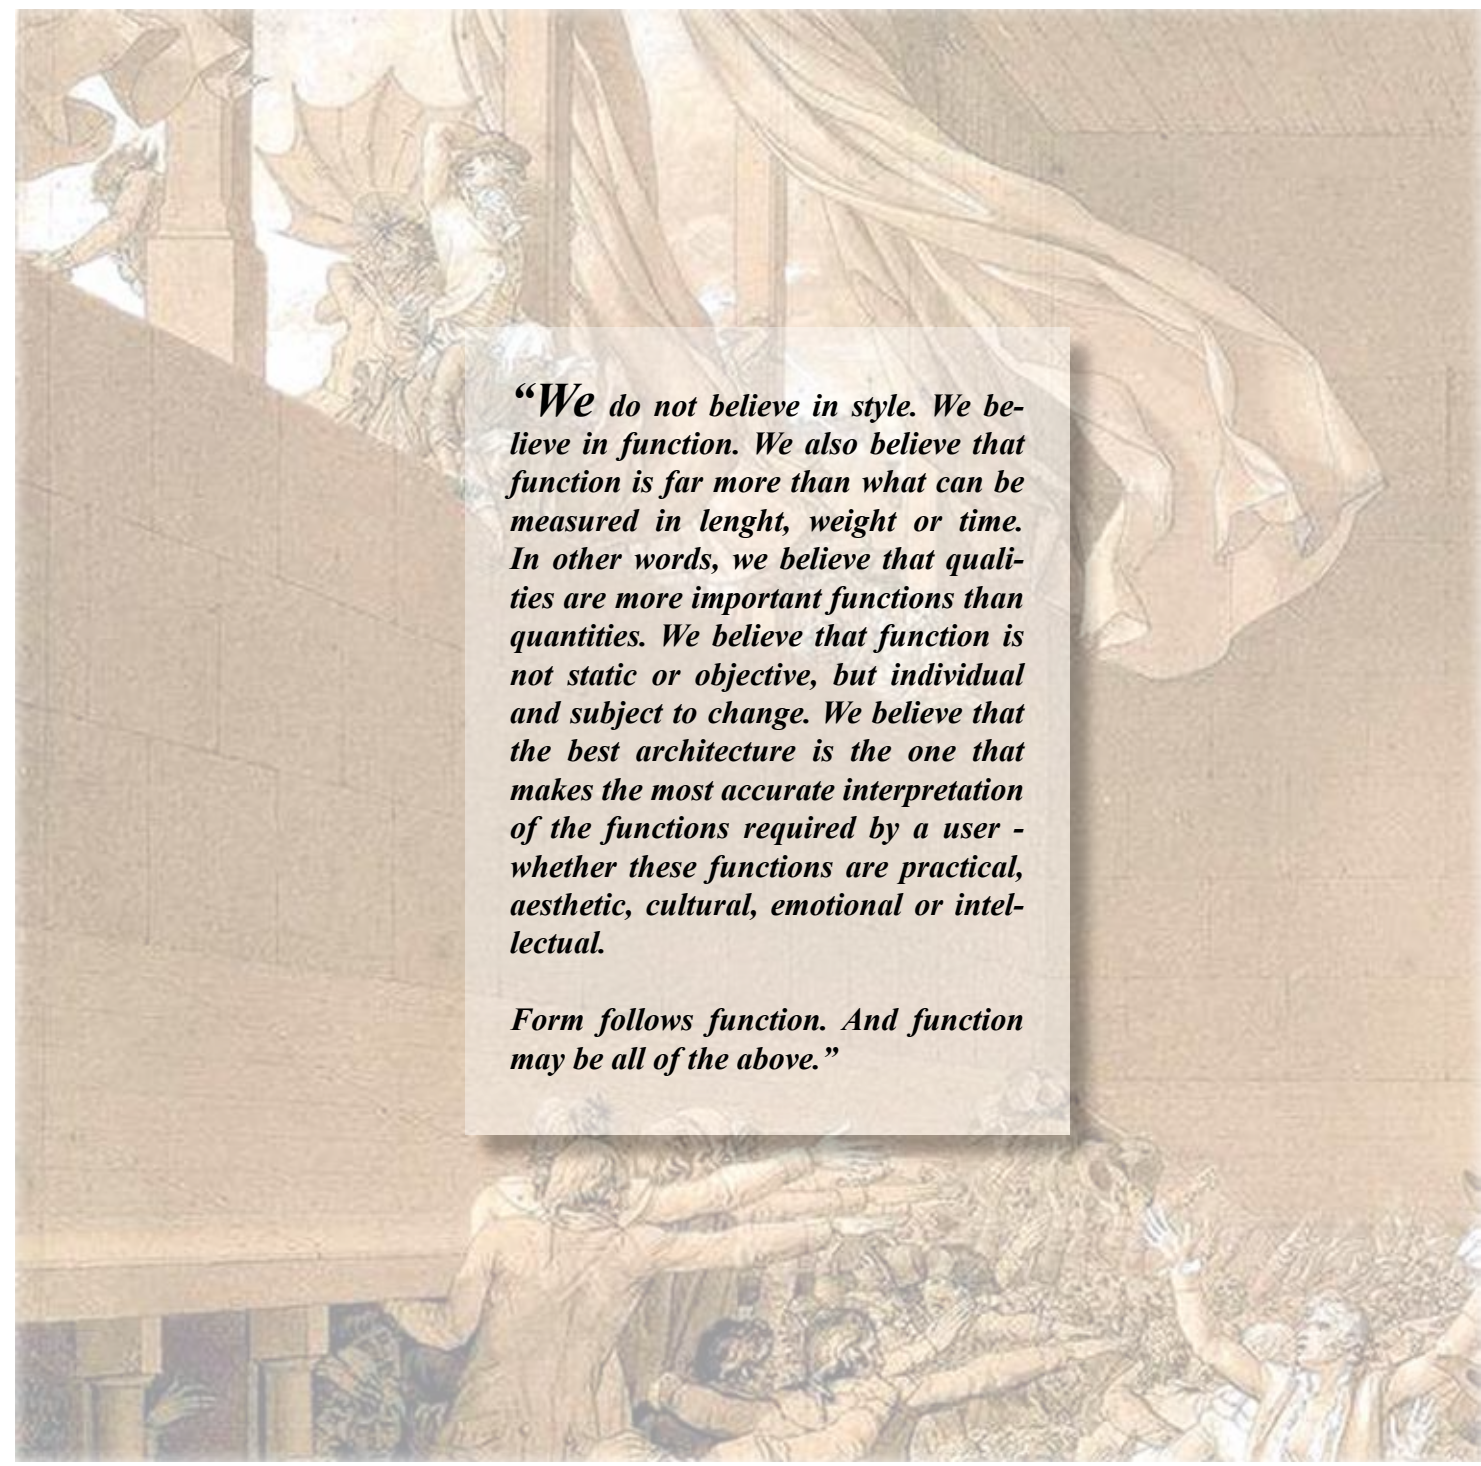 “We do not believe in style. We be-
lieve in function. We also believe that
function is far more than what can be
measured in lenght, weight or time.
In other words, we believe that quali-
ties are more important functions than
quantities. We believe that function is
not static or objective, but individual
and subject to change. We believe that
the best architecture is the one that
makes the most accurate interpretation
of the functions required by a user -
whether these functions are practical,
aesthetic, cultural, emotional or intel-
lectual.
Form follows function. And function
may be all of the above.”